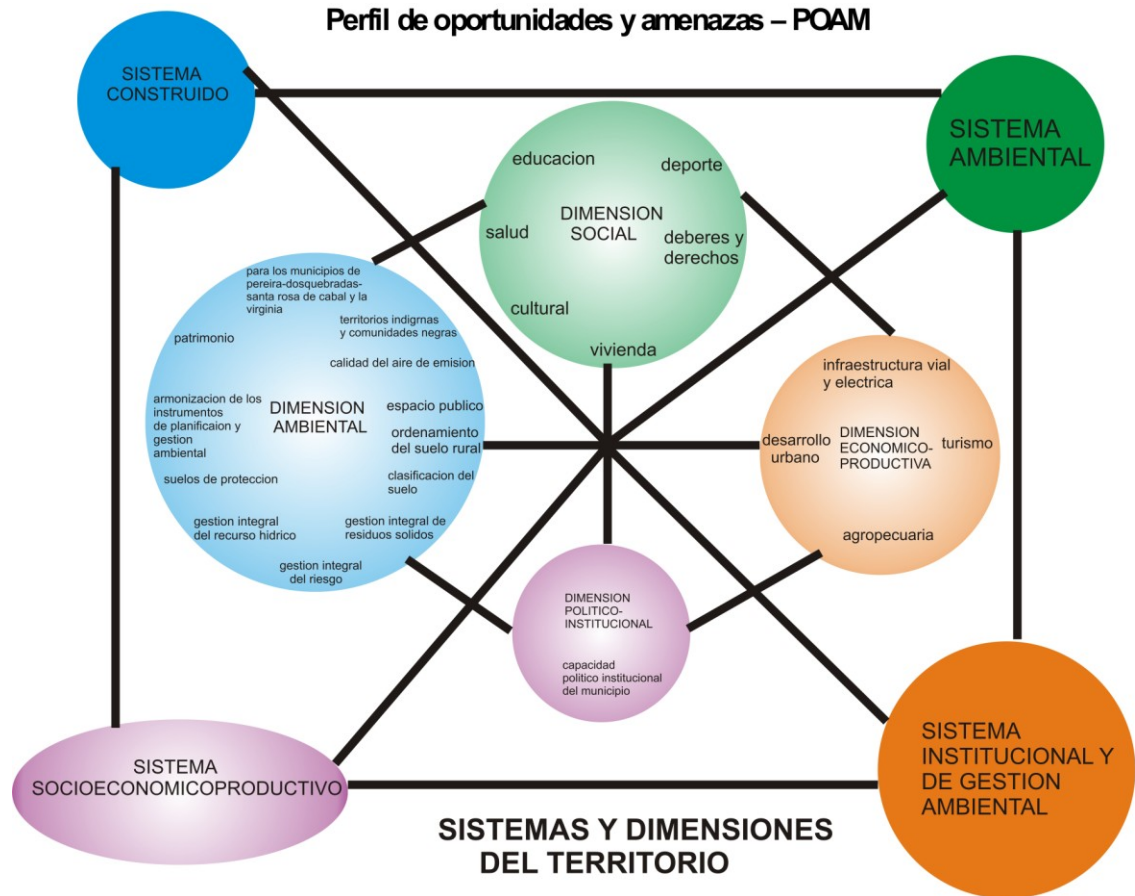 Perfil de oportunidades y amenazas – POAM
SISTEMA
CONSTRUIDO
SISTEMA
AMBIENTAL
educacion
deporte
DIMENSION
SOCIAL
salud
deberes y
derechos
cultural
vivienda
para los municipios de
pereira-dosquebradas-
santa rosa de cabal y la
virginia
territorios indigrnas
y comunidades negras
patrimonio
calidad del aire de emision
armonizacion de los
instrumentos
de planificaion y
gestion
ambiental
DIMENSION
AMBIENTAL
espacio publico
ordenamiento
del suelo rural
suelos de proteccion
clasificacion del
suelo
gestion integral
del recurso hidrico
gestion integral de
residuos solidos
gestion integral
del riesgo
infraestructura vial
y electrica
desarrollo
urbano
DIMENSION
ECONOMICO-
PRODUCTIVA
turismo
agropecuaria
DIMENSION
POLITICO-
INSTITUCIONAL
capacidad
politico institucional
del municipio
SISTEMA
SOCIOECONOMICOPRODUCTIVO
SISTEMA
INSTITUCIONAL Y
DE GESTION
AMBIENTAL
SISTEMAS Y DIMENSIONES
DEL TERRITORIO